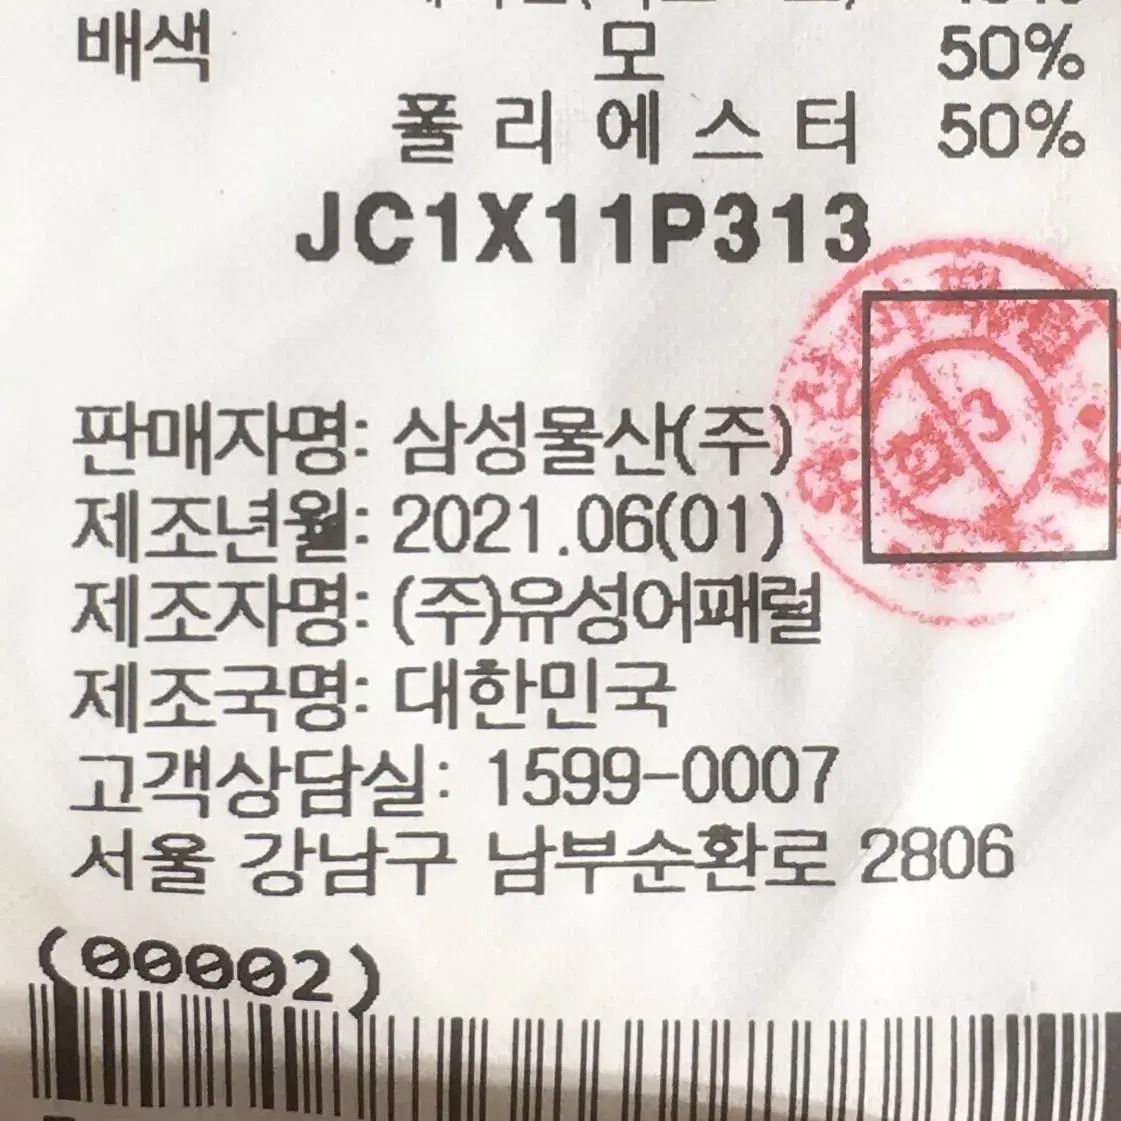 배색 모 50%
폴리에스터 50%
JC1X11P313
판매자명: 삼성물산(주)
제조년월: 2021.06(01)
제조자명: (주)유성어패럴
제조국명: 대한민국
고객상담실: 1599-0007
서울 강남구 남부순환로 2806
(00002)